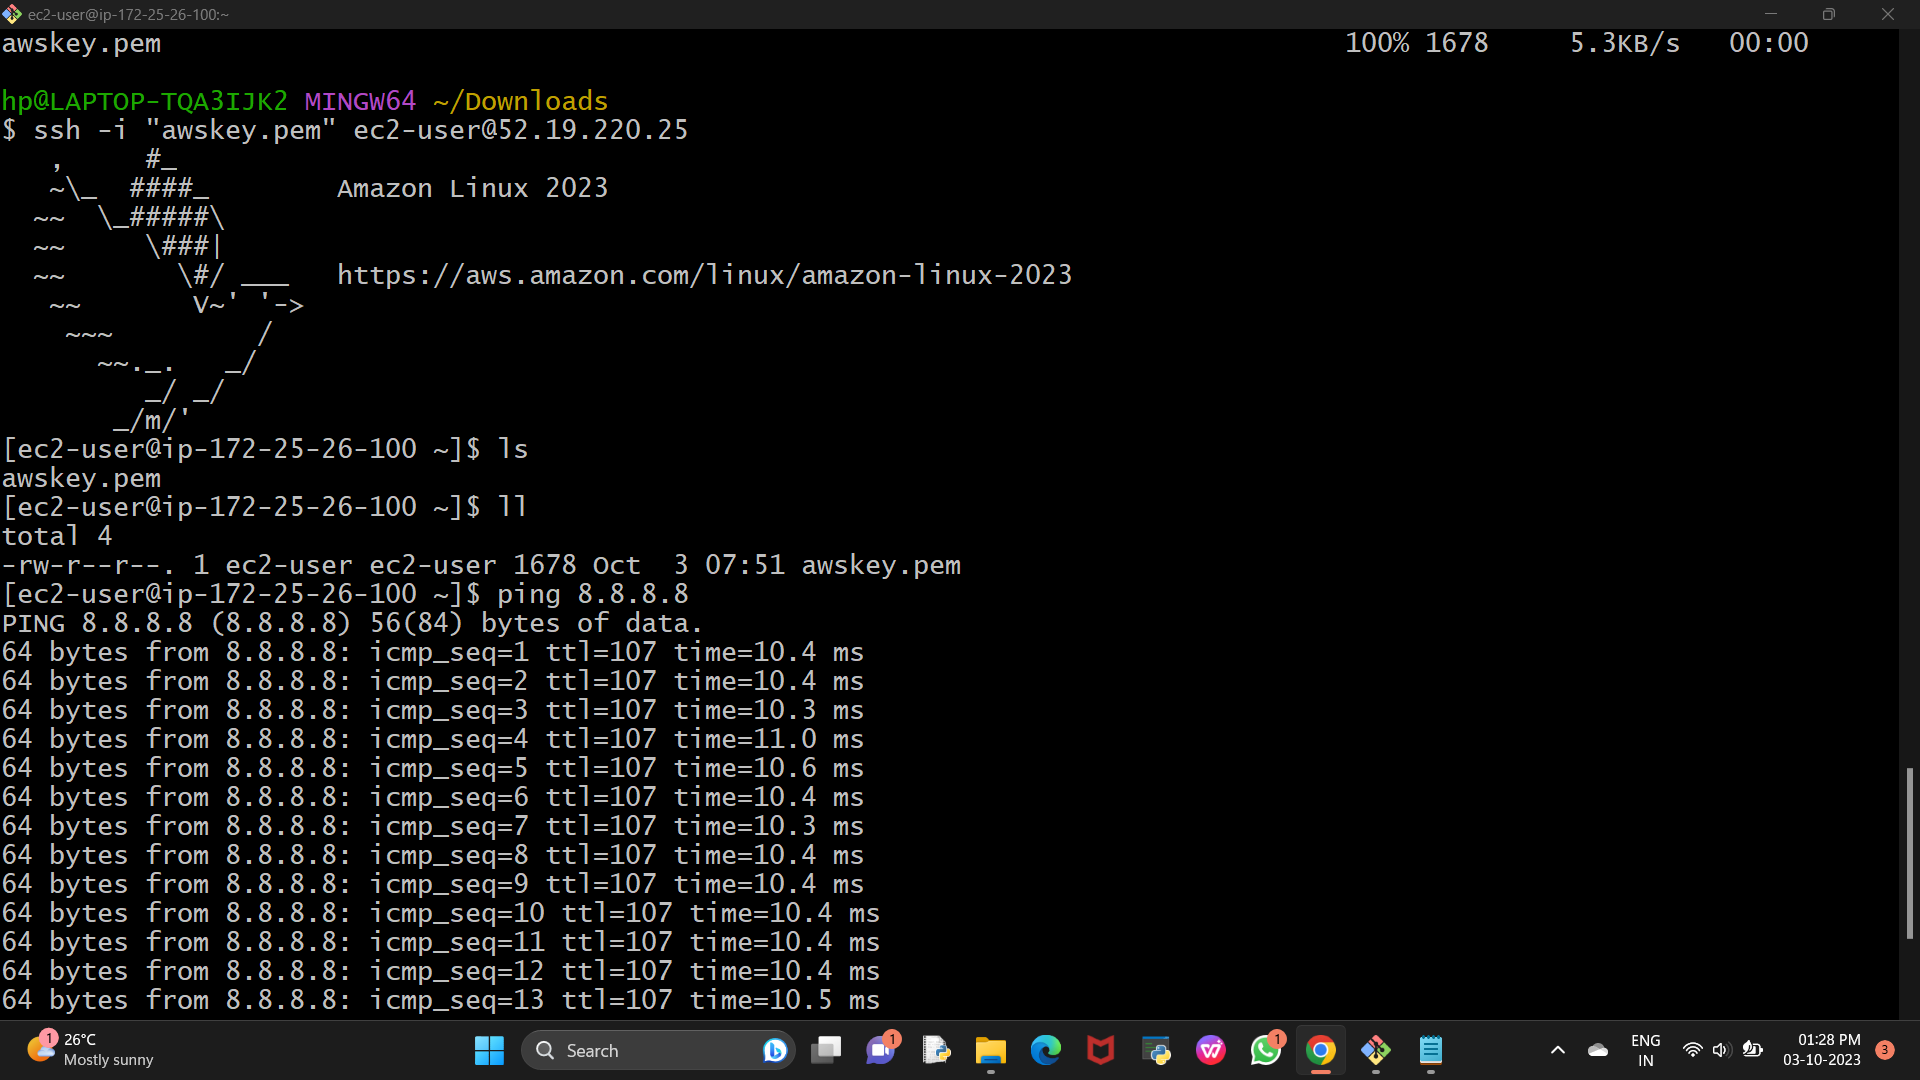 ec2-user@ip-172-25-26-100:~
awskey.pem 100% 1678 5.3KB/s 00:00
hp@LAPTOP-TQA3IJK2 MINGW64 ~/Downloads
$ ssh -i "awskey.pem" ec2-user@52.19.220.25
   ,     #_
   ~\_  ####_        Amazon Linux 2023
  ~~  \_#####\
  ~~     \###|
  ~~       \#/ ___   https://aws.amazon.com/linux/amazon-linux-2023
   ~~       V~' '->
    ~~~         /
      ~~._.   _/
         _/ _/
       _/m/'
[ec2-user@ip-172-25-26-100 ~]$ ls
awskey.pem
[ec2-user@ip-172-25-26-100 ~]$ ll
total 4
-rw-r--r--. 1 ec2-user ec2-user 1678 Oct  3 07:51 awskey.pem
[ec2-user@ip-172-25-26-100 ~]$ ping 8.8.8.8
PING 8.8.8.8 (8.8.8.8) 56(84) bytes of data.
64 bytes from 8.8.8.8: icmp_seq=1 ttl=107 time=10.4 ms
64 bytes from 8.8.8.8: icmp_seq=2 ttl=107 time=10.4 ms
64 bytes from 8.8.8.8: icmp_seq=3 ttl=107 time=10.3 ms
64 bytes from 8.8.8.8: icmp_seq=4 ttl=107 time=11.0 ms
64 bytes from 8.8.8.8: icmp_seq=5 ttl=107 time=10.6 ms
64 bytes from 8.8.8.8: icmp_seq=6 ttl=107 time=10.4 ms
64 bytes from 8.8.8.8: icmp_seq=7 ttl=107 time=10.3 ms
64 bytes from 8.8.8.8: icmp_seq=8 ttl=107 time=10.4 ms
64 bytes from 8.8.8.8: icmp_seq=9 ttl=107 time=10.4 ms
64 bytes from 8.8.8.8: icmp_seq=10 ttl=107 time=10.4 ms
64 bytes from 8.8.8.8: icmp_seq=11 ttl=107 time=10.4 ms
64 bytes from 8.8.8.8: icmp_seq=12 ttl=107 time=10.4 ms
64 bytes from 8.8.8.8: icmp_seq=13 ttl=107 time=10.5 ms
1
26°C
Mostly sunny
Search
1
1
ENG
IN
01:28 PM
03-10-2023
3